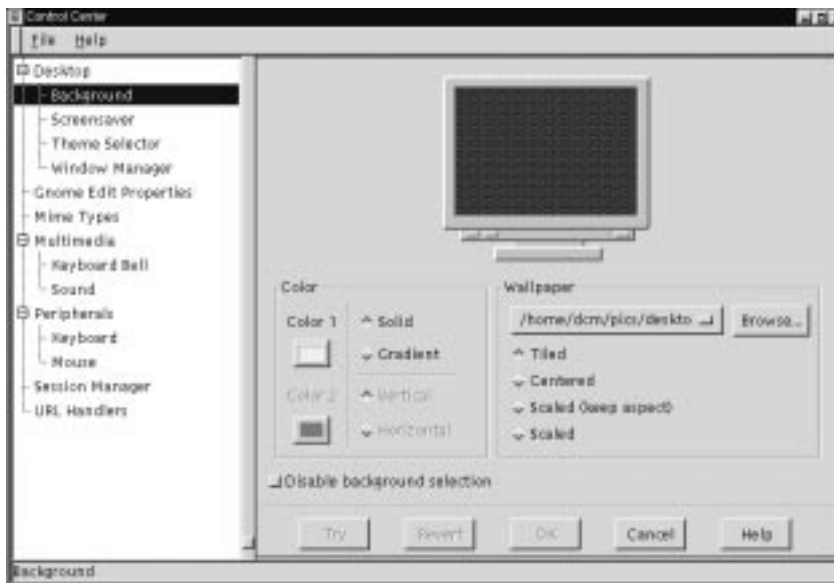 Control Center
File Help
Desktop
Background
Screensaver
Theme Selector
Window Manager
Gnome Edit Properties
Mime Types
Multimedia
Keyboard Bell
Sound
Peripherals
Keyboard
Mouse
Session Manager
URL Handlers
Color
Color 1
Solid
Gradient
Color 2
Vertical
Horizontal
Wallpaper
/home/dcm/pics/deskto
Browse...
Tiled
Centered
Scaled (keep aspect)
Scaled
Disable background selection
Try Revert OK Cancel Help
Background